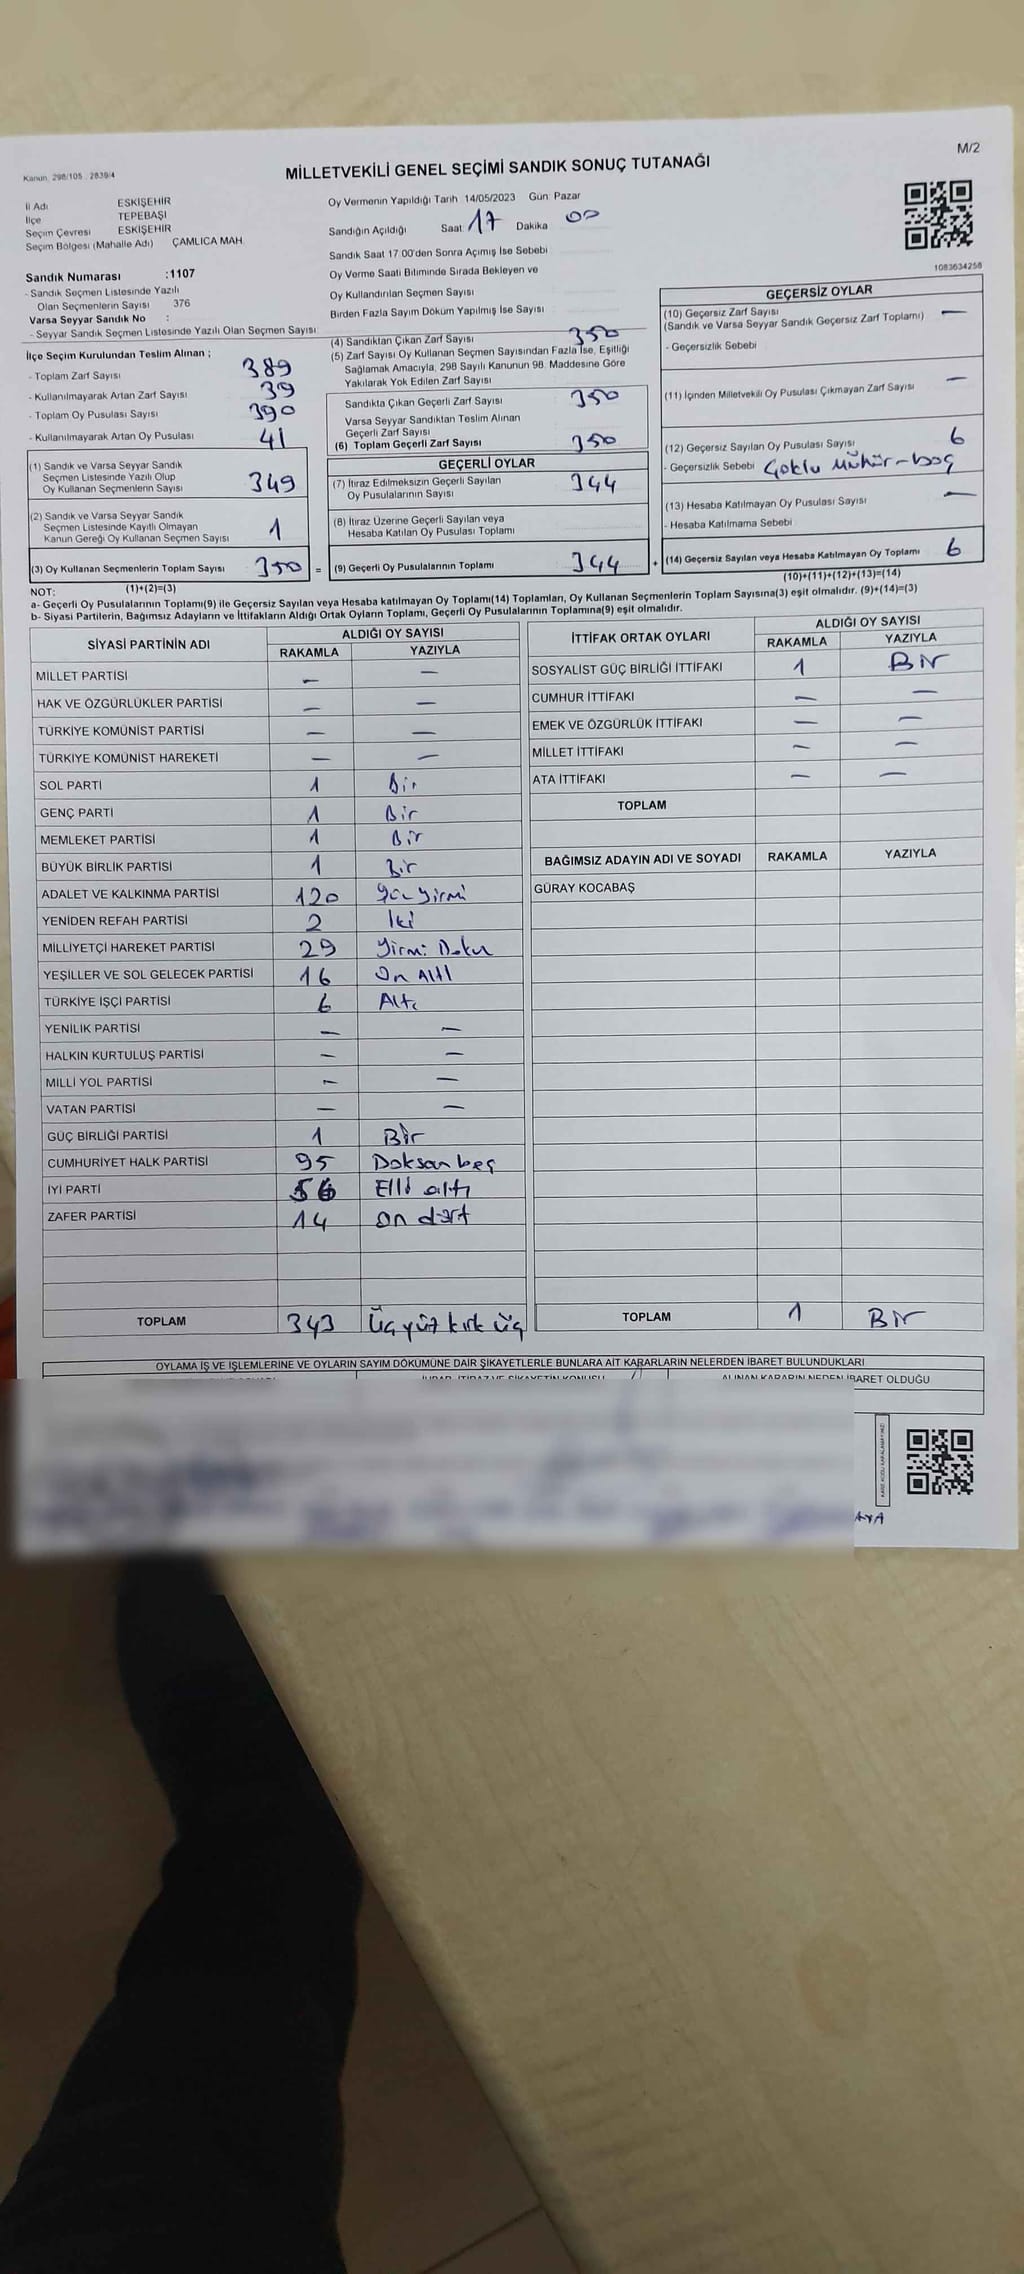 Kanun: 298/105 , 2839/4
MİLLETVEKİLİ GENEL SEÇİMİ SANDIK SONUÇ TUTANAĞI
M/2
İl Adı ESKİŞEHİR
İlçe TEPEBAŞI
Seçim Çevresi ESKİŞEHİR
Seçim Bölgesi (Mahalle Adı) ÇAMLICA MAH.
Sandık Numarası :1107
- Sandık Seçmen Listesinde Yazılı
Olan Seçmenlerin Sayısı 376
Varsa Seyyar Sandık No :
- Seyyar Sandık Seçmen Listesinde Yazılı Olan Seçmen Sayısı:
Oy Vermenin Yapıldığı Tarih 14/05/2023 Gün: Pazar
Sandığın Açıldığı Saat: 17 Dakika 00
Sandık Saat 17:00'den Sonra Açımış İse Sebebi
Oy Verme Saati Bitiminde Sırada Bekleyen ve
Oy Kullandırılan Seçmen Sayısı
Birden Fazla Sayım Döküm Yapılmış İse Sayısı
1083634258
İlçe Seçim Kurulundan Teslim Alınan ;
- Toplam Zarf Sayısı 389
- Kullanılmayarak Artan Zarf Sayısı 39
- Toplam Oy Pusulası Sayısı 390
- Kullanılmayarak Artan Oy Pusulası 41
(1) Sandık ve Varsa Seyyar Sandık
Seçmen Listesinde Yazılı Olup
Oy Kullanan Seçmenlerin Sayısı 349
(2) Sandık ve Varsa Seyyar Sandık
Seçmen Listesinde Kayıtlı Olmayan
Kanun Gereği Oy Kullanan Seçmen Sayısı 1
(3) Oy Kullanan Seçmenlerin Toplam Sayısı 350 =
(1)+(2)=(3)
(4) Sandıktan Çıkan Zarf Sayısı 350
(5) Zarf Sayısı Oy Kullanan Seçmen Sayısından Fazla İse, Eşitliği
Sağlamak Amacıyla, 298 Sayılı Kanunun 98. Maddesine Göre
Yakılarak Yok Edilen Zarf Sayısı
Sandıkta Çıkan Geçerli Zarf Sayısı 350
Varsa Seyyar Sandıktan Teslim Alınan
Geçerli Zarf Sayısı
(6) Toplam Geçerli Zarf Sayısı 350
GEÇERLİ OYLAR
(7) İtiraz Edilmeksizin Geçerli Sayılan
Oy Pusulalarının Sayısı 344
(8) İtiraz Üzerine Geçerli Sayılan veya
Hesaba Katılan Oy Pusulası Toplamı
(9) Geçerli Oy Pusulalarının Toplamı 344 +
GEÇERSİZ OYLAR
(10) Geçersiz Zarf Sayısı —
(Sandık ve Varsa Seyyar Sandık Geçersiz Zarf Toplamı)
- Geçersizlik Sebebi
(11) İçinden Milletvekili Oy Pusulası Çıkmayan Zarf Sayısı —
(12) Geçersiz Sayılan Oy Pusulası Sayısı 6
- Geçersizlik Sebebi Çoklu Mühür-boş
(13) Hesaba Katılmayan Oy Pusulası Sayısı —
- Hesaba Katılmama Sebebi
(14) Geçersiz Sayılan veya Hesaba Katılmayan Oy Toplamı 6
(10)+(11)+(12)+(13)=(14)
NOT:
a- Geçerli Oy Pusulalarının Toplamı(9) ile Geçersiz Sayılan veya Hesaba katılmayan Oy Toplamı(14) Toplamları, Oy Kullanan Seçmenlerin Toplam Sayısına(3) eşit olmalıdır. (9)+(14)=(3)
b- Siyasi Partilerin, Bağımsız Adayların ve İttifakların Aldığı Ortak Oyların Toplamı, Geçerli Oy Pusulalarının Toplamına(9) eşit olmalıdır.
SİYASİ PARTİNİN ADI ALDIĞI OY SAYISI
RAKAMLA YAZIYLA
MİLLET PARTİSİ — —
HAK VE ÖZGÜRLÜKLER PARTİSİ — —
TÜRKİYE KOMÜNİST PARTİSİ — —
TÜRKİYE KOMÜNİST HAREKETİ — —
SOL PARTİ 1 Bir
GENÇ PARTİ 1 Bir
MEMLEKET PARTİSİ 1 Bir
BÜYÜK BİRLİK PARTİSİ 1 Bir
ADALET VE KALKINMA PARTİSİ 120 Yüz Yirmi
YENİDEN REFAH PARTİSİ 2 İki
MİLLİYETÇİ HAREKET PARTİSİ 29 Yirmi Dokuz
YEŞİLLER VE SOL GELECEK PARTİSİ 16 On Altı
TÜRKİYE İŞÇİ PARTİSİ 6 Altı
YENİLİK PARTİSİ — —
HALKIN KURTULUŞ PARTİSİ — —
MİLLİ YOL PARTİSİ — —
VATAN PARTİSİ — —
GÜÇ BİRLİĞİ PARTİSİ 1 Bir
CUMHURİYET HALK PARTİSİ 95 Doksan beş
İYİ PARTİ 56 Elli altı
ZAFER PARTİSİ 14 on dört
TOPLAM 343 Üç yüz kırk üç
İTTİFAK ORTAK OYLARI ALDIĞI OY SAYISI
RAKAMLA YAZIYLA
SOSYALİST GÜÇ BİRLİĞİ İTTİFAKI 1 Bir
CUMHUR İTTİFAKI — —
EMEK VE ÖZGÜRLÜK İTTİFAKI — —
MİLLET İTTİFAKI — —
ATA İTTİFAKI — —
TOPLAM
BAĞIMSIZ ADAYIN ADI VE SOYADI RAKAMLA YAZIYLA
GÜRAY KOCABAŞ
TOPLAM 1 Bir
OYLAMA İŞ VE İŞLEMLERİNE VE OYLARIN SAYIM DÖKÜMÜNE DAİR ŞİKAYETLERLE BUNLARA AİT KARARLARIN NELERDEN İBARET BULUNDUKLARI
ALINAN KARARIN NEDEN İBARET OLDUĞU